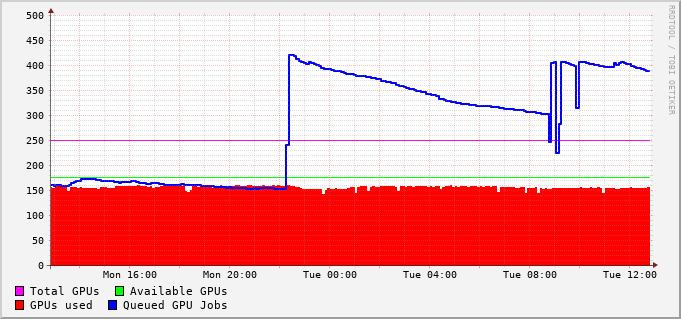 500
450
400
350
300
250
200
150
100
50
0
Mon 16:00 Mon 20:00 Tue 00:00 Tue 04:00 Tue 08:00 Tue 12:00
Total GPUs Available GPUs
GPUs used Queued GPU Jobs
RRDTOOL / TOBI OETIKER